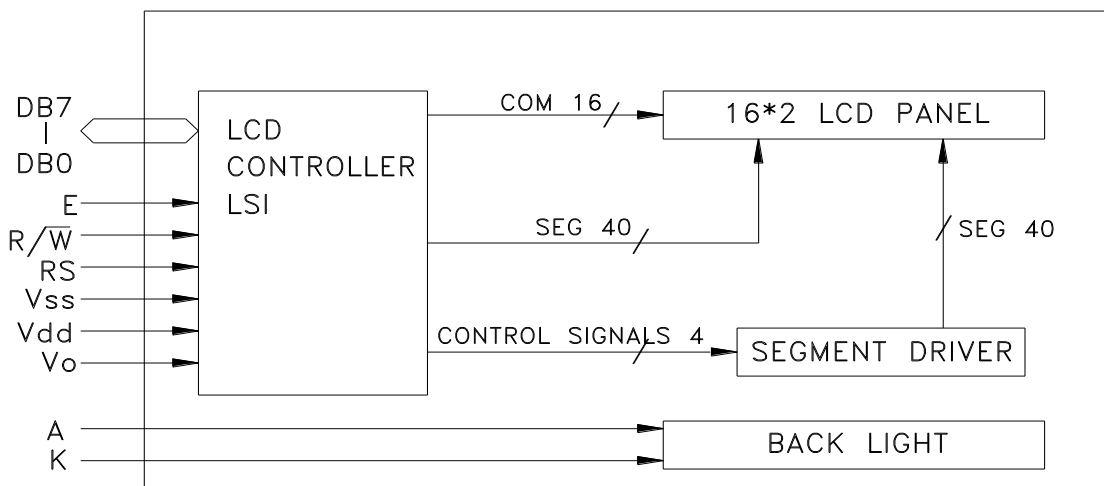 DB7
DB0
E
R/W̅
RS
Vss
Vdd
Vo
A
K
LCD
CONTROLLER
LSI
COM 16
16*2 LCD PANEL
SEG 40
SEG 40
CONTROL SIGNALS 4
SEGMENT DRIVER
BACK LIGHT